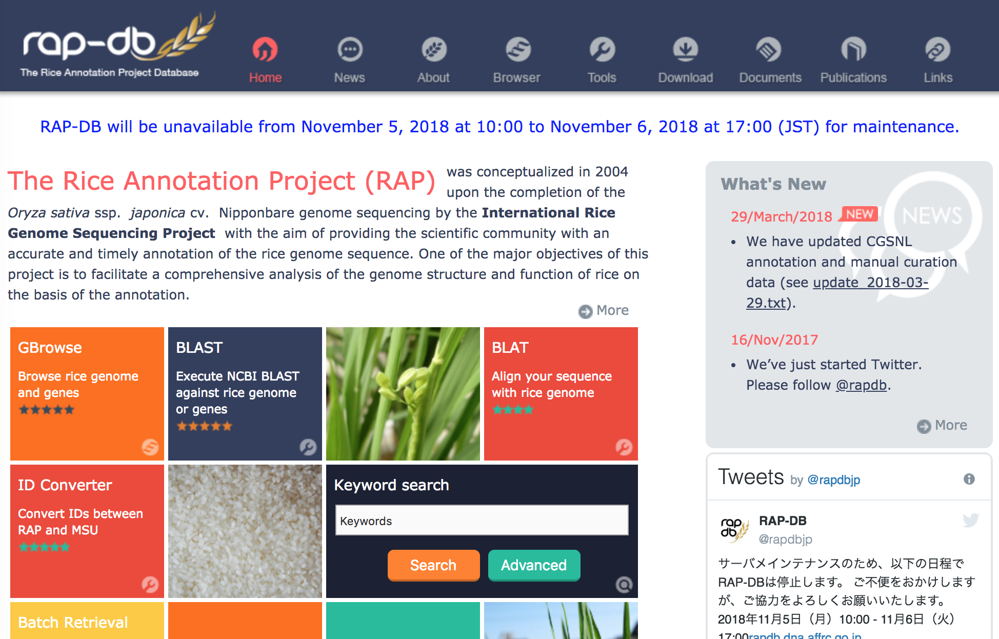 rap-db
The Rice Annotation Project Database
Home
News
About
Browser
Tools
Download
Documents
Publications
Links
RAP-DB will be unavailable from November 5, 2018 at 10:00 to November 6, 2018 at 17:00 (JST) for maintenance.
The Rice Annotation Project (RAP) was conceptualized in 2004
upon the completion of the
Oryza sativa ssp. japonica cv. Nipponbare genome sequencing by the International Rice
Genome Sequencing Project with the aim of providing the scientific community with an
accurate and timely annotation of the rice genome sequence. One of the major objectives of this
project is to facilitate a comprehensive analysis of the genome structure and function of rice on
the basis of the annotation.
More
GBrowse
Browse rice genome
and genes
BLAST
Execute NCBI BLAST
against rice genome
or genes
BLAT
Align your sequence
with rice genome
ID Converter
Convert IDs between
RAP and MSU
Keyword search
Keywords
Search
Advanced
Batch Retrieval
What's New
NEWS
29/March/2018 NEW
We have updated CGSNL
annotation and manual curation
data (see update_2018-03-
29.txt).
16/Nov/2017
We’ve just started Twitter.
Please follow @rapdb.
More
Tweets by @rapdbjp
rap db
RAP-DB
@rapdbjp
サーバメインテナンスのため、以下の日程で
RAP-DBは停止します。 ご不便をおかけします
が、ご協力をよろしくお願いいたします。
2018年11月5日（月）10:00 - 11月6日（火）
17:00rapdb.dna.affrc.go.jp